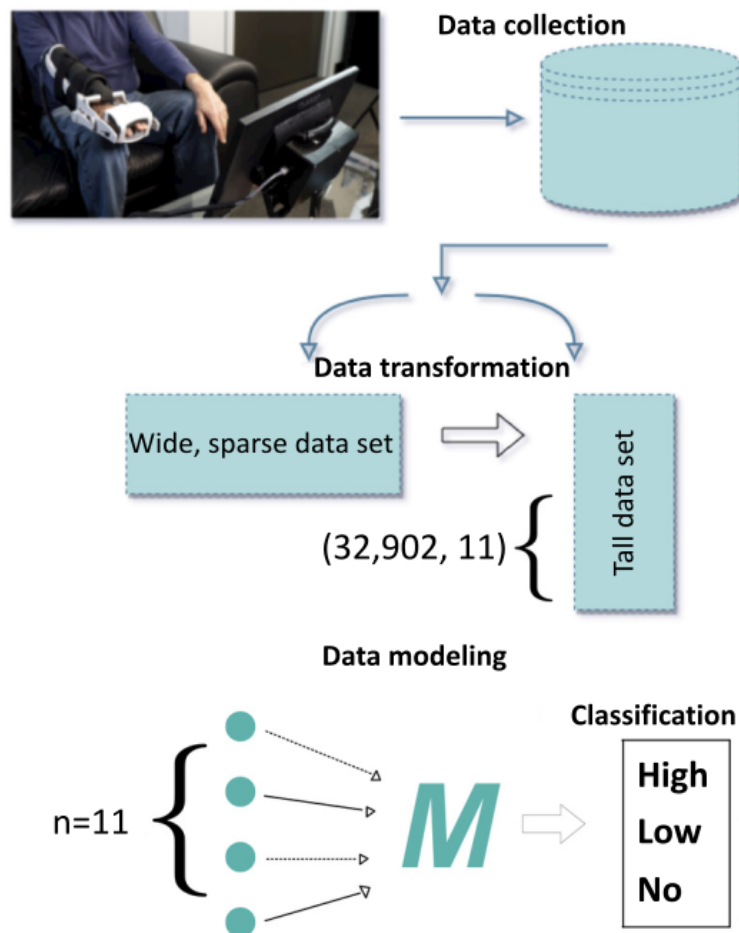 Data collection
Data transformation
Wide, sparse data set
Tall data set
(32,902, 11)
Data modeling
Classification
n=11
M
High
Low
No